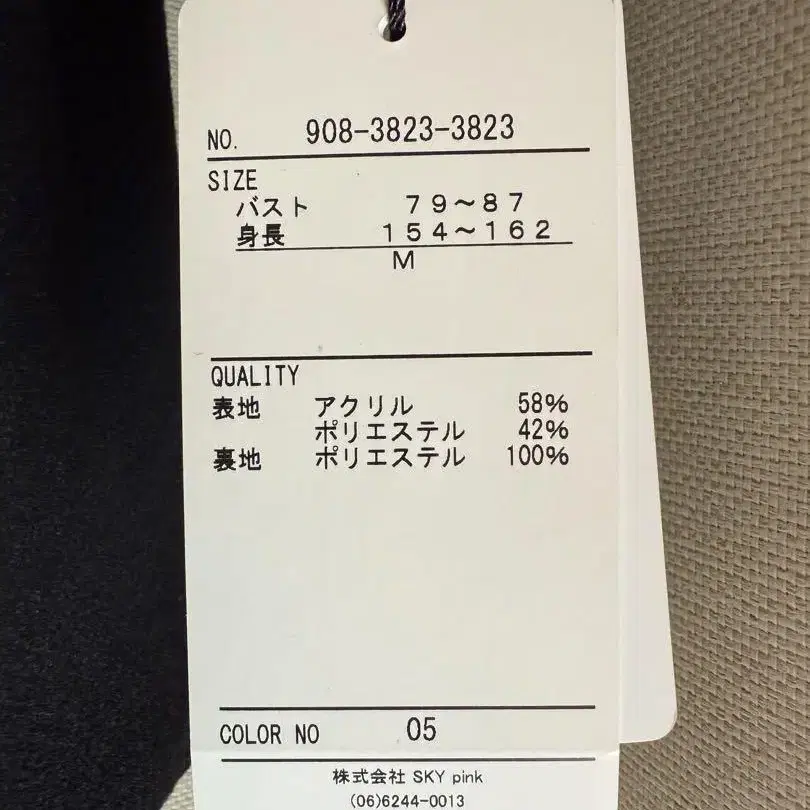 NO. 908-3823-3823
SIZE
バスト 79～87
身長 154～162
M
QUALITY
表地 アクリル 58%
ポリエステル 42%
裏地 ポリエステル 100%
COLOR NO 05
株式会社 SKY pink
(06)6244-0013